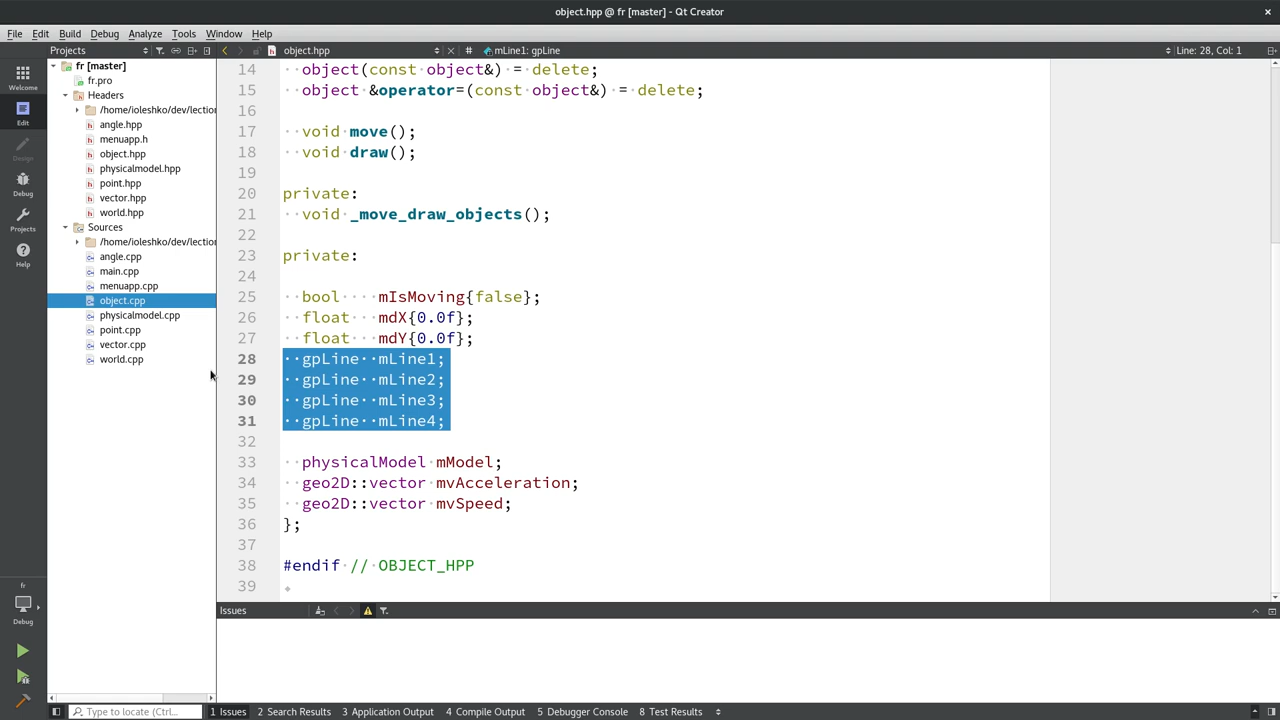 object.hpp @ fr [master] - Qt Creator
File Edit Build Debug Analyze Tools Window Help
Projects
object.hpp
mLine1: gpLine
Line: 28, Col: 1
Welcome
Edit
Design
Debug
Projects
Help
fr
Debug
fr [master]
fr.pro
Headers
/home/ioleshko/dev/lection
angle.hpp
menuapp.h
object.hpp
physicalmodel.hpp
point.hpp
vector.hpp
world.hpp
Sources
/home/ioleshko/dev/lection
angle.cpp
main.cpp
menuapp.cpp
object.cpp
physicalmodel.cpp
point.cpp
vector.cpp
world.cpp
14 object(const object&) = delete;
15 object &operator=(const object&) = delete;
16
17 void move();
18 void draw();
19
20 private:
21 void _move_draw_objects();
22
23 private:
24
25 bool mIsMoving{false};
26 float mdX{0.0f};
27 float mdY{0.0f};
28 gpLine mLine1;
29 gpLine mLine2;
30 gpLine mLine3;
31 gpLine mLine4;
32
33 physicalModel mModel;
34 geo2D::vector mvAcceleration;
35 geo2D::vector mvSpeed;
36 };
37
38 #endif // OBJECT_HPP
39
Issues
Type to locate (Ctrl...
1 Issues 2 Search Results 3 Application Output 4 Compile Output 5 Debugger Console 8 Test Results